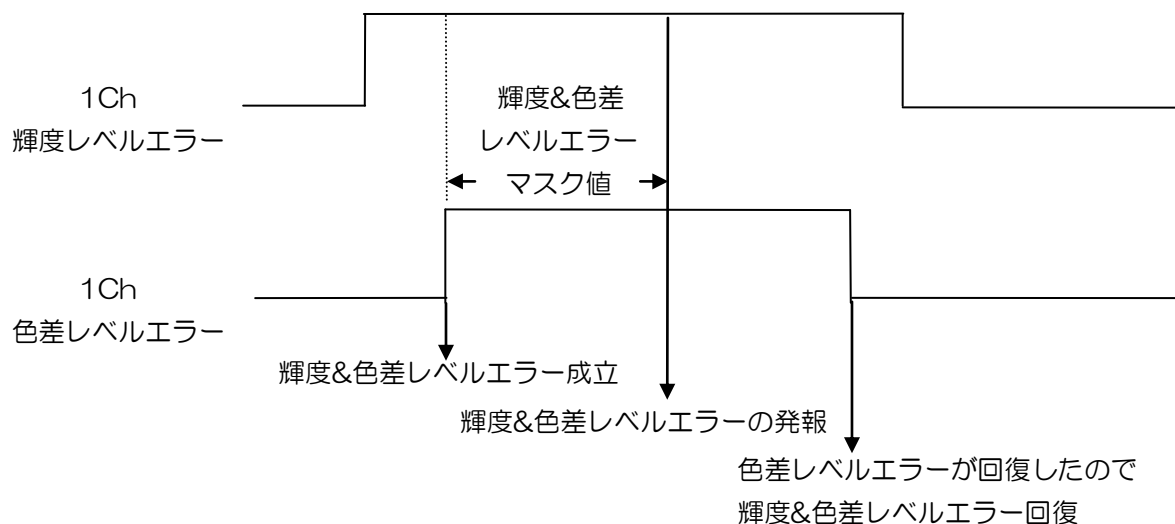 1Ch
輝度レベルエラー
輝度&色差
レベルエラー
マスク値
1Ch
色差レベルエラー
輝度&色差レベルエラー成立
輝度&色差レベルエラーの発報
色差レベルエラーが回復したので
輝度&色差レベルエラー回復